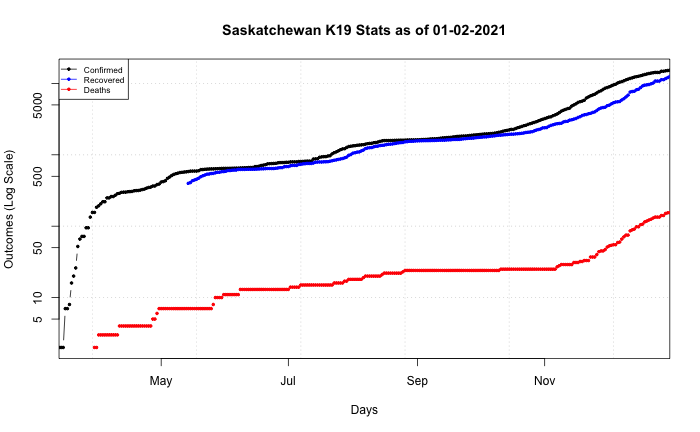 Saskatchewan K19 Stats as of 01-02-2021
Confirmed
Recovered
Deaths
Outcomes (Log Scale)
5000
500
50
10
5
May Jul Sep Nov
Days